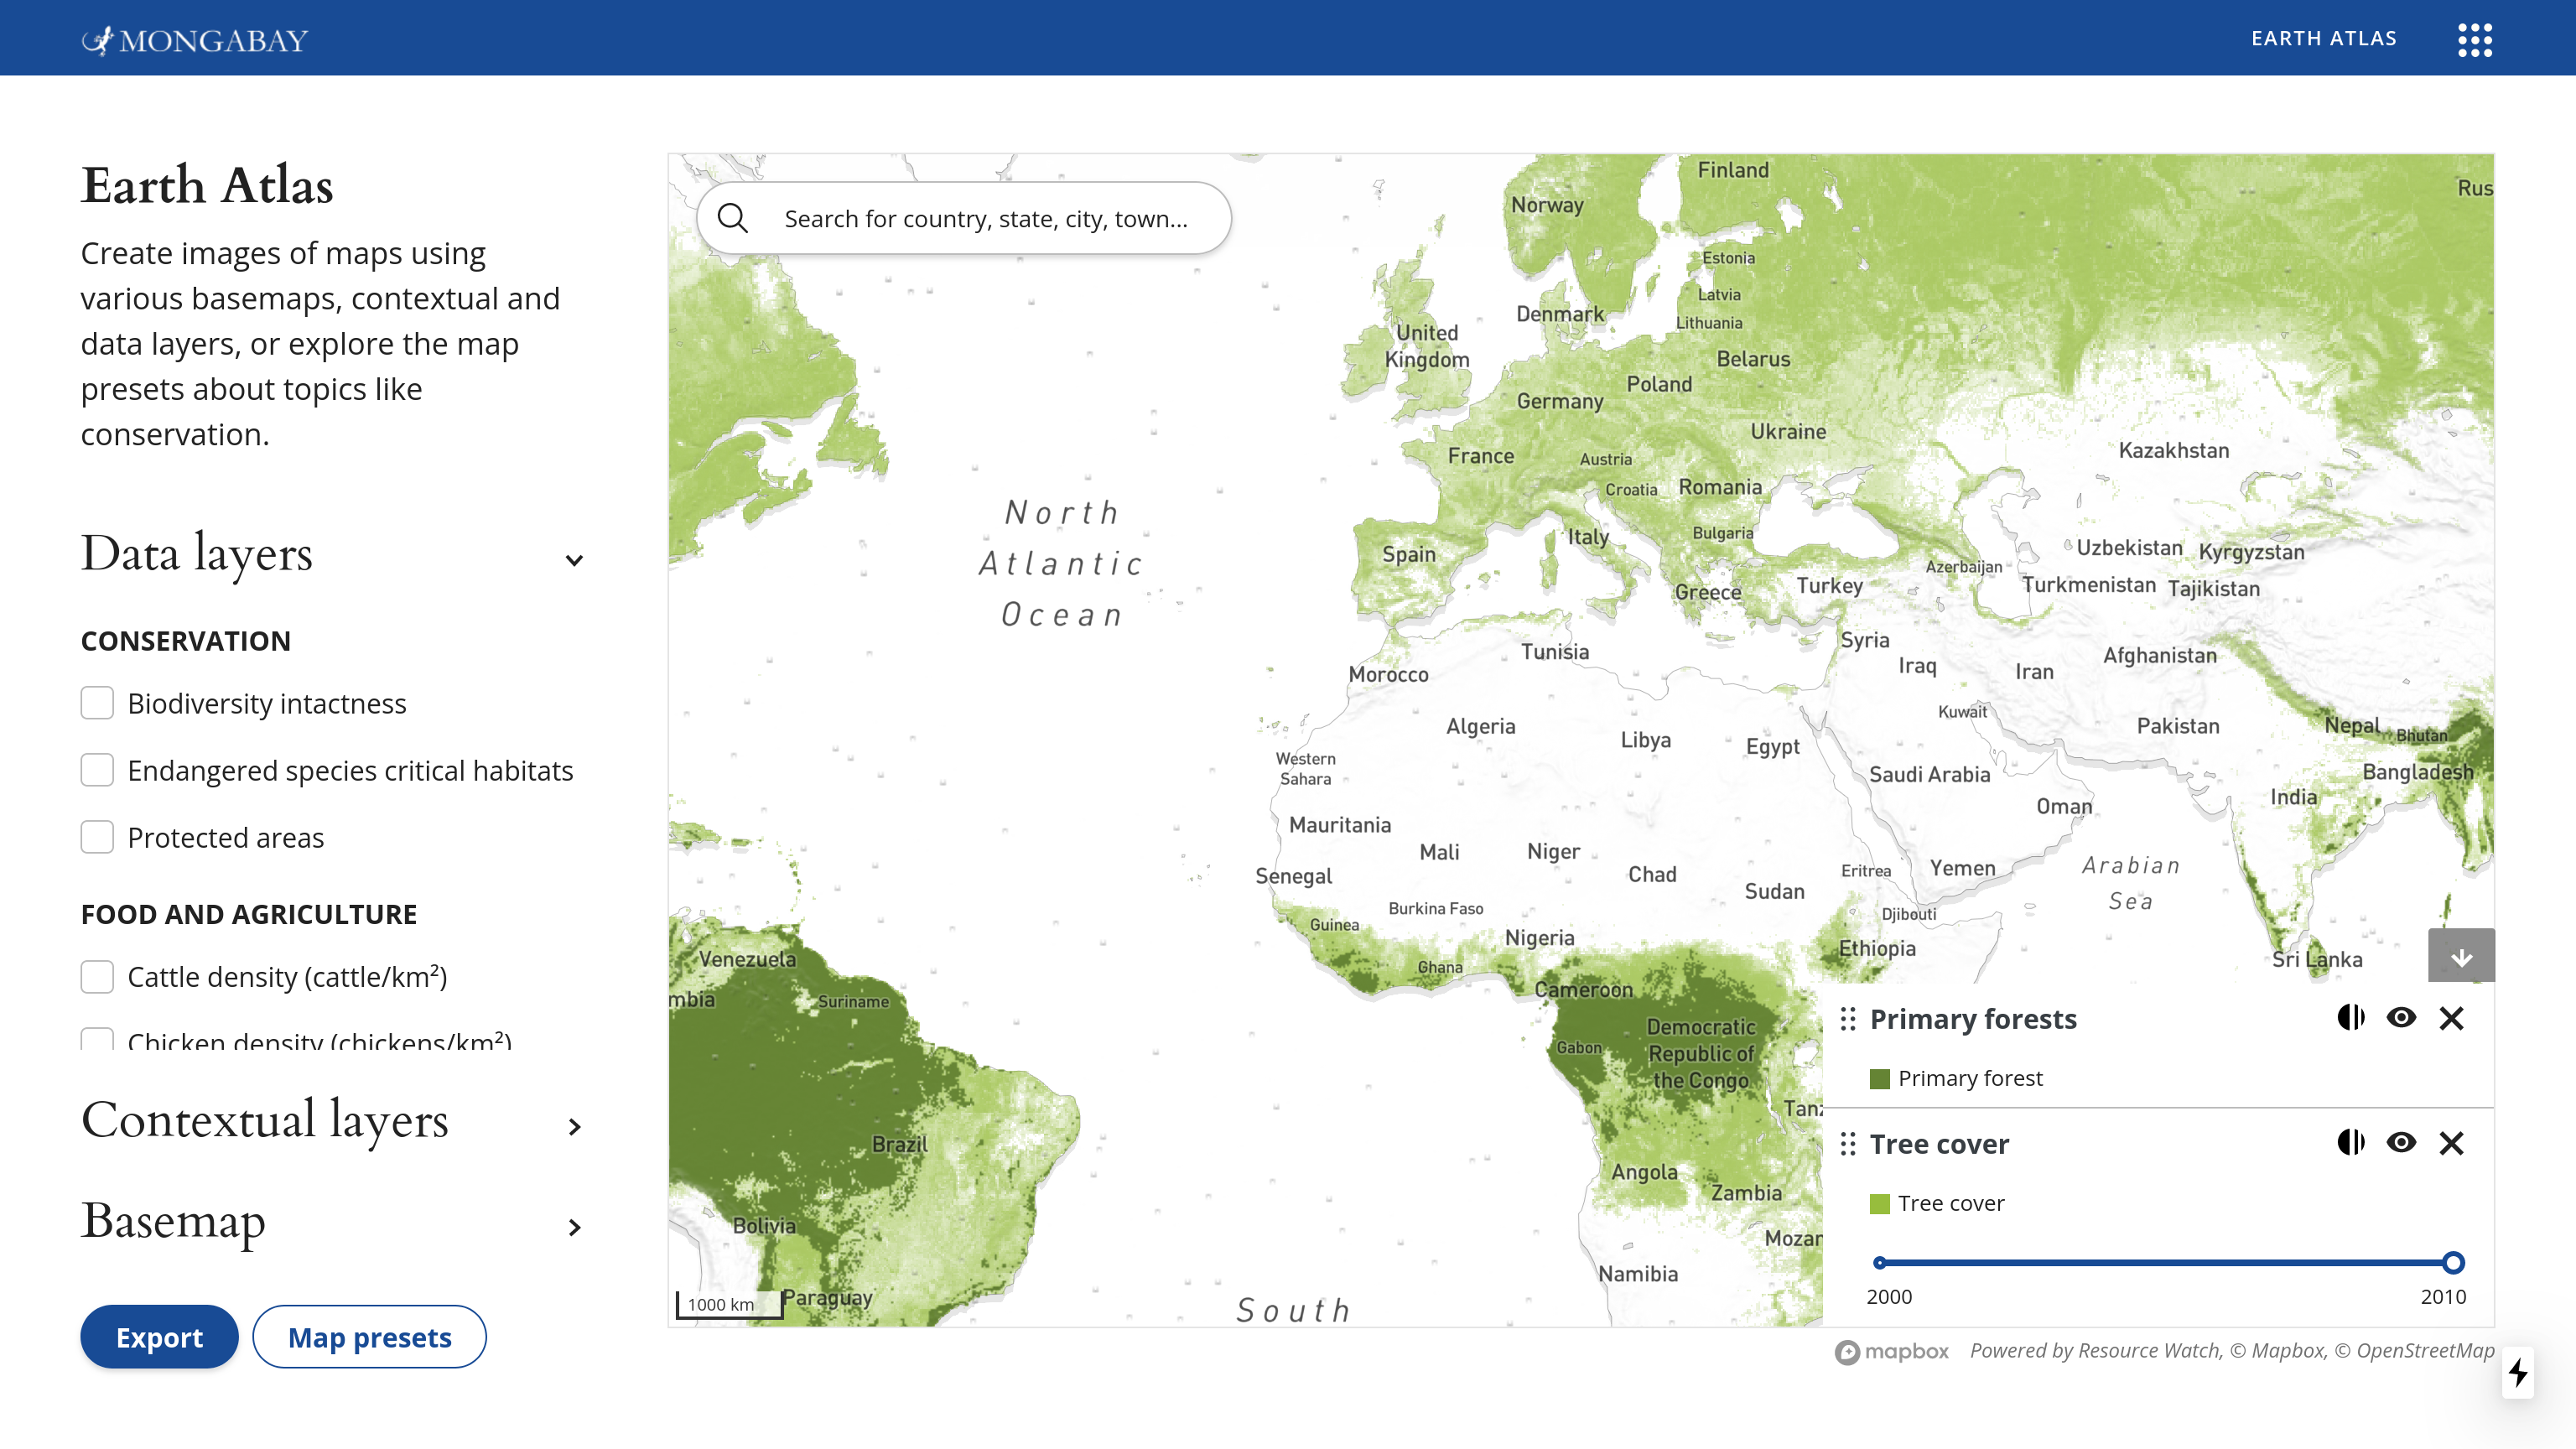 MONGABAY
EARTH ATLAS
Earth Atlas
Create images of maps using
various basemaps, contextual and
data layers, or explore the map
presets about topics like
conservation.
Data layers
CONSERVATION
Biodiversity intactness
Endangered species critical habitats
Protected areas
FOOD AND AGRICULTURE
Cattle density (cattle/km²)
Chicken density (chickens/km²)
Contextual layers
Basemap
Export
Map presets
Search for country, state, city, town...
Finland
Rus
Norway
Estonia
Latvia
Denmark
Lithuania
United
Kingdom
Belarus
Poland
Germany
Ukraine
France
Austria
Kazakhstan
Croatia
Romania
North
Atlantic
Ocean
Italy
Bulgaria
Spain
Uzbekistan
Kyrgyzstan
Azerbaijan
Greece
Turkey
Turkmenistan
Tajikistan
Syria
Tunisia
Morocco
Iraq
Iran
Afghanistan
Kuwait
Algeria
Libya
Egypt
Pakistan
Nepal
Bhutan
Western
Sahara
Saudi Arabia
Bangladesh
Oman
India
Mauritania
Mali
Niger
Senegal
Chad
Sudan
Eritrea
Yemen
Arabian
Sea
Burkina Faso
Guinea
Djibouti
Nigeria
Ethiopia
Venezuela
Ghana
Sri Lanka
mbia
Suriname
Cameroon
Gabon
Democratic
Republic of
the Congo
Tanz
Brazil
Angola
Zambia
Bolivia
Mozar
Namibia
Paraguay
South
1000 km
Primary forests
Primary forest
Tree cover
Tree cover
2000
2010
mapbox
Powered by Resource Watch, © Mapbox, © OpenStreetMap